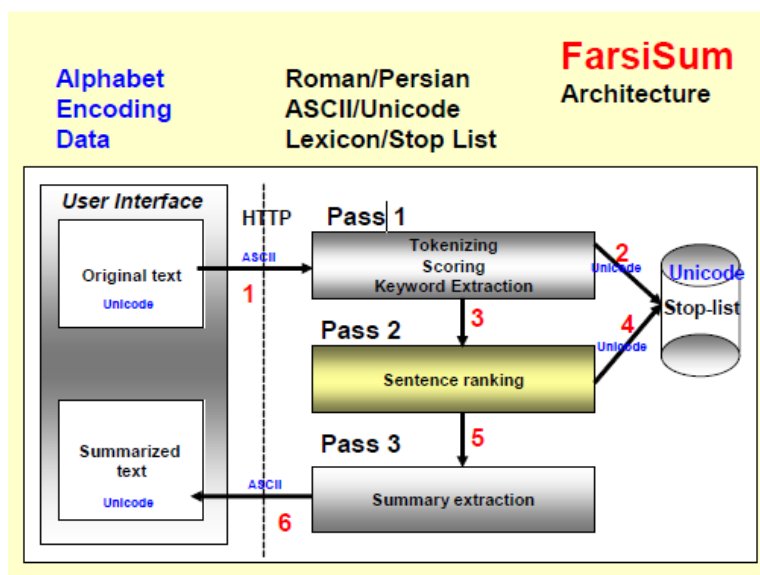 FarsiSum
Architecture
Alphabet
Encoding
Data
Roman/Persian
ASCII/Unicode
Lexicon/Stop List
User Interface
HTTP
Pass 1
Original text
Unicode
ASCII
1
Tokenizing
Scoring
Keyword Extraction
2
Unicode
Unicode
Stop-list
3
4
Unicode
Pass 2
Sentence ranking
5
Pass 3
Summary extraction
ASCII
6
Summarized
text
Unicode